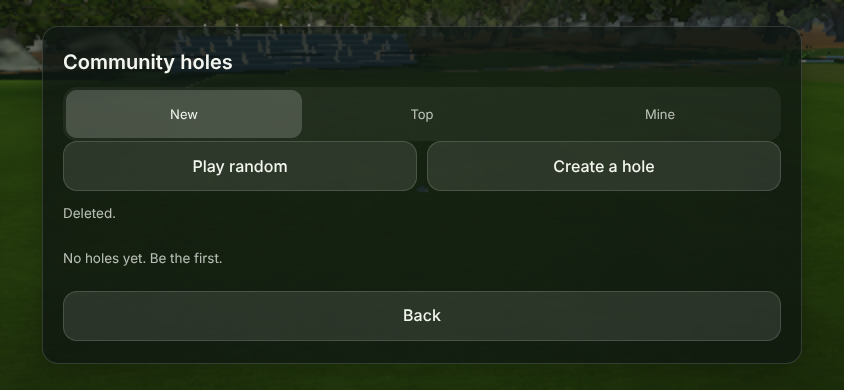 Community holes
New Top Mine
Play random Create a hole
Deleted.
No holes yet. Be the first.
Back